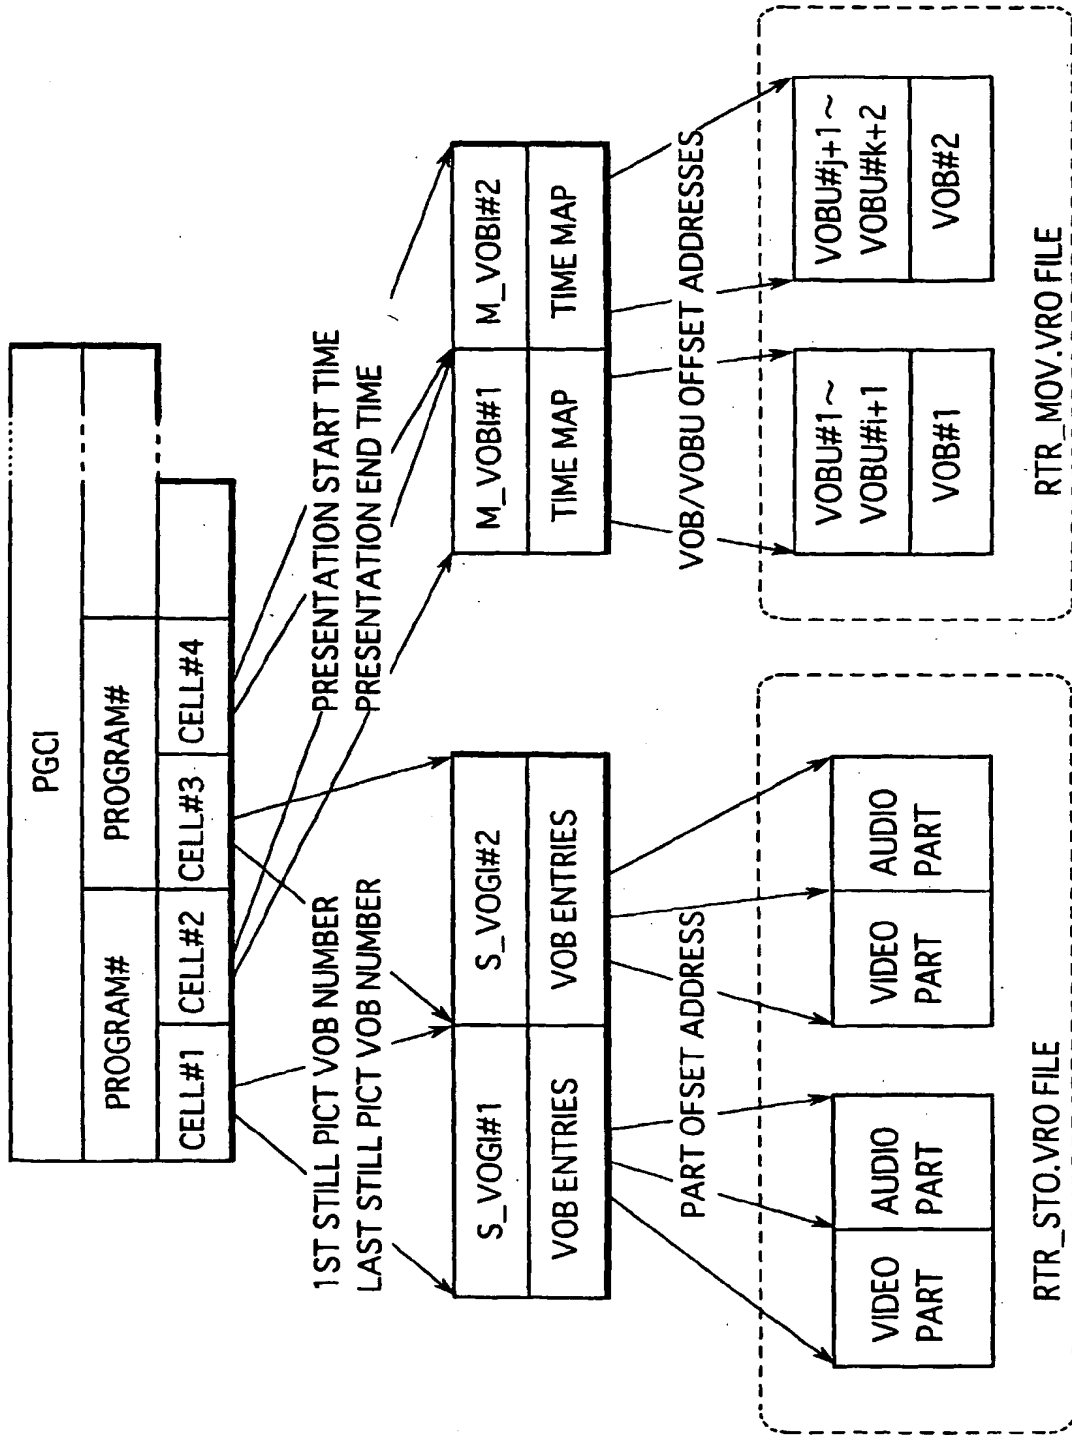 PGCI
PROGRAM#
PROGRAM#
CELL#1
CELL#2
CELL#3
CELL#4
1ST STILL PICT VOB NUMBER
LAST STILL PICT VOB NUMBER
PRESENTATION START TIME
PRESENTATION END TIME
S_VOGI#1
S_VOGI#2
VOB ENTRIES
VOB ENTRIES
M_VOBI#1
M_VOBI#2
TIME MAP
TIME MAP
PART OFSET ADDRESS
VOB/VOBU OFFSET ADDRESSES
VIDEO
PART
AUDIO
PART
VIDEO
PART
AUDIO
PART
VOBU#1~
VOBU#i+1
VOB#1
VOBU#j+1~
VOBU#k+2
VOB#2
RTR_STO.VRO FILE
RTR_MOV.VRO FILE